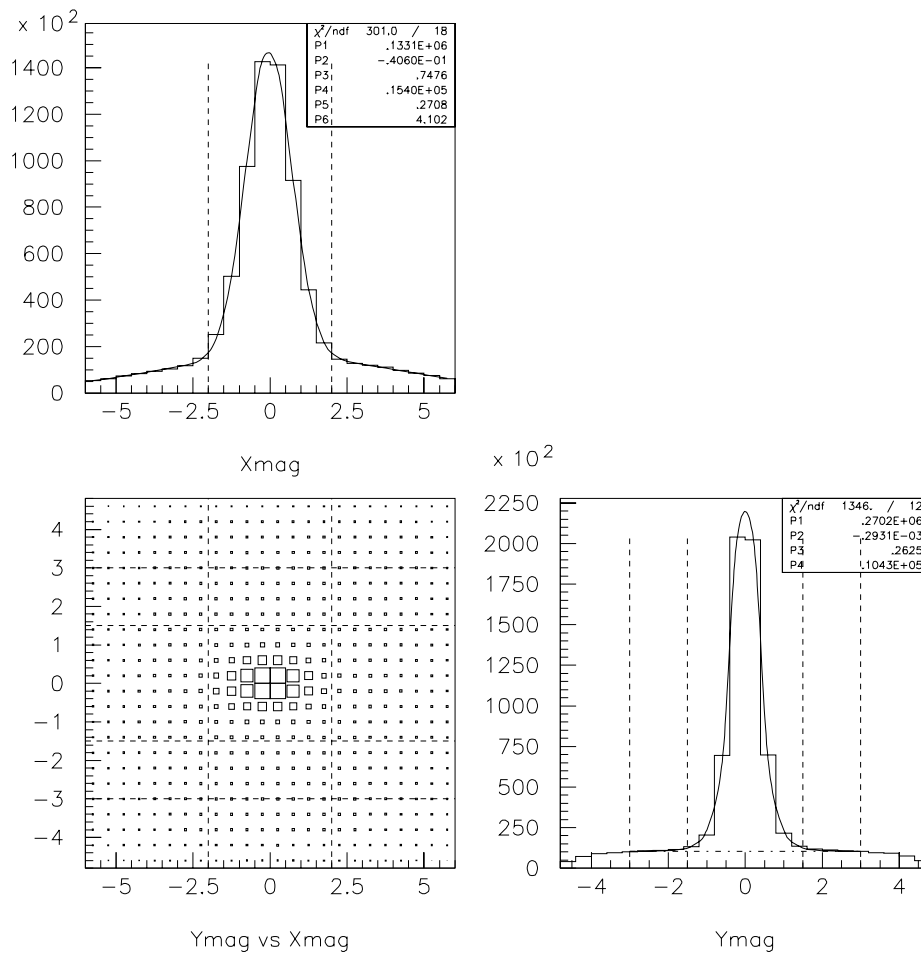 x 10²
χ²/ndf 301.0 / 18
P1 .1331E+06
P2 -.4060E-01
P3 .7476
P4 .1540E+05
P5 .2708
P6 4.102
1400
1200
1000
800
600
400
200
0
-5 -2.5 0 2.5 5
Xmag
4
3
2
1
0
-1
-2
-3
-4
-5 -2.5 0 2.5 5
Ymag vs Xmag
x 10²
χ²/ndf 1346. / 12
P1 .2702E+06
P2 -.2931E-03
P3 .2625
P4 .1043E+05
2250
2000
1750
1500
1250
1000
750
500
250
0
-4 -2 0 2 4
Ymag